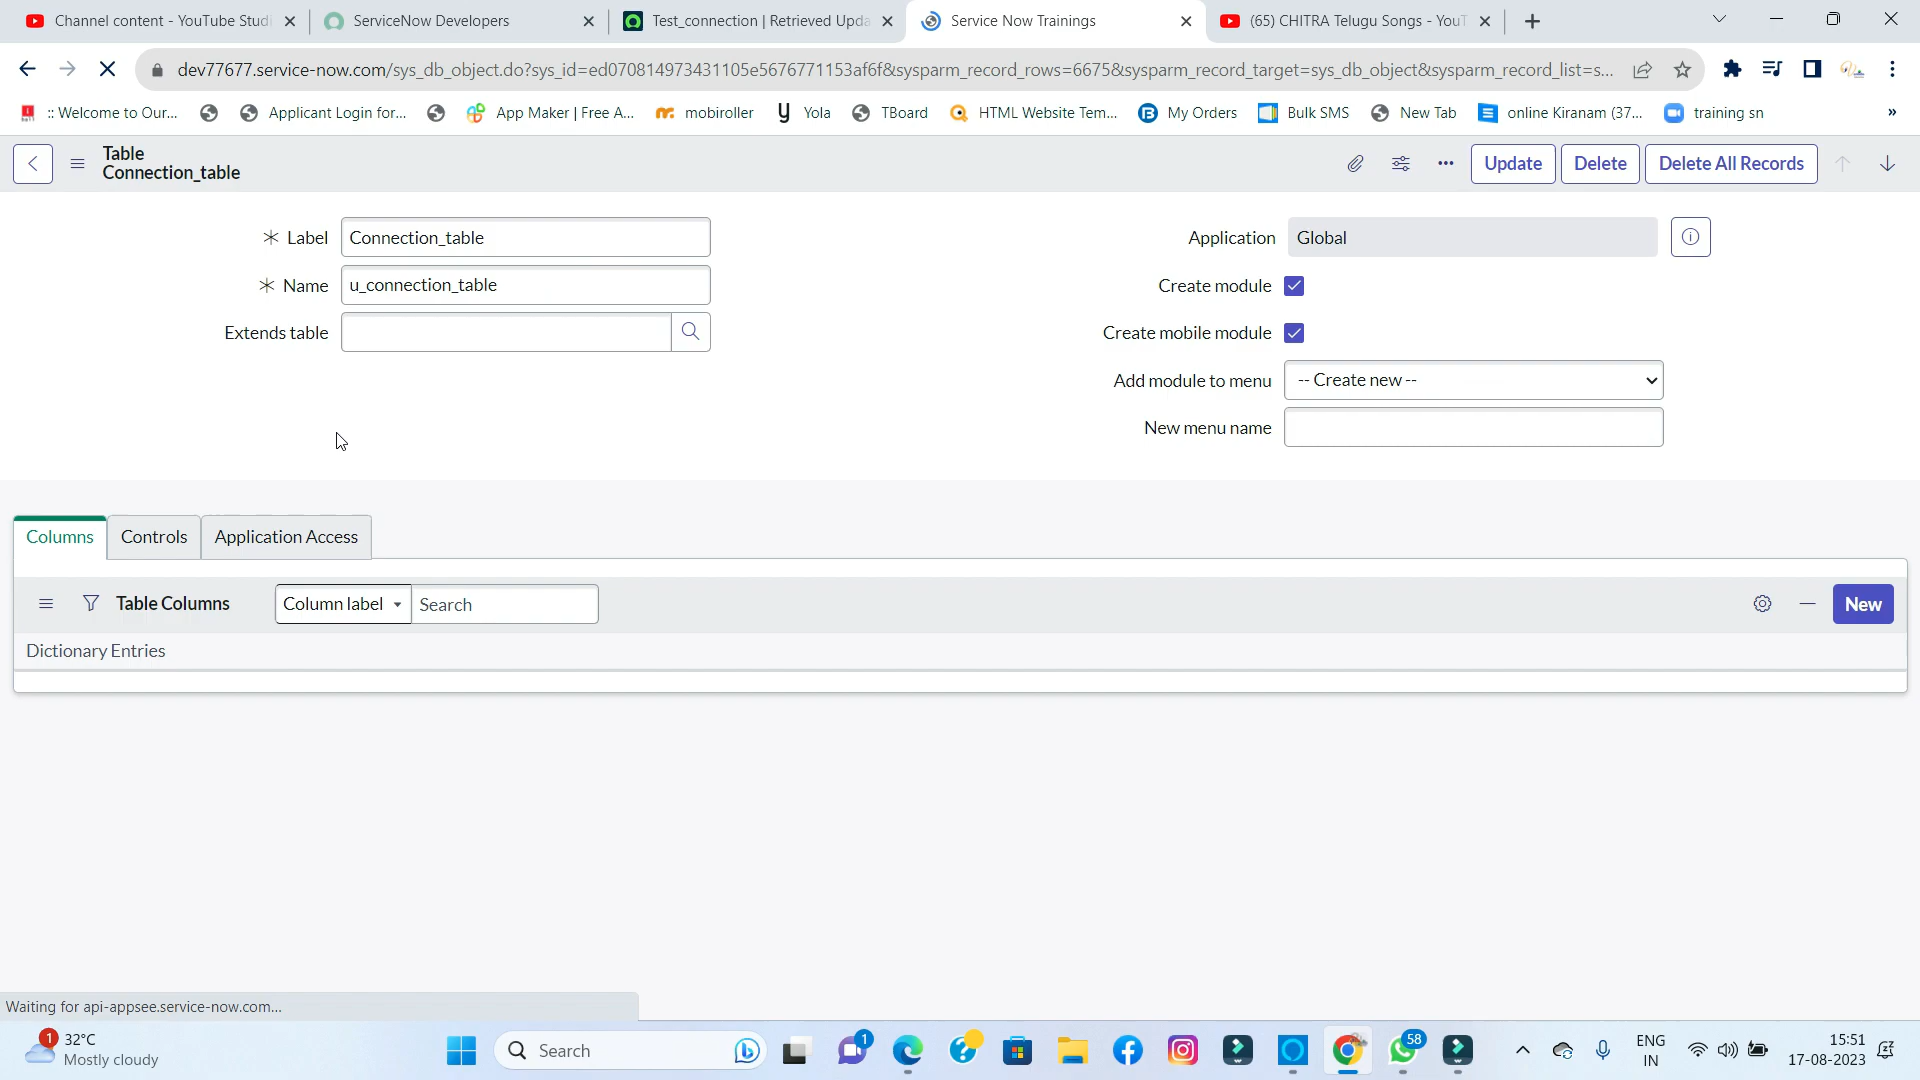 Channel content - YouTube Studi
ServiceNow Developers
Test_connection | Retrieved Upda
Service Now Trainings
(65) CHITRA Telugu Songs - YouT
dev77677.service-now.com/sys_db_object.do?sys_id=ed070814973431105e5676771153af6f&sysparm_record_rows=6675&sysparm_record_target=sys_db_object&sysparm_record_list=s...
:: Welcome to Our...
Applicant Login for...
App Maker | Free A...
mobiroller
Yola
TBoard
HTML Website Tem...
My Orders
Bulk SMS
New Tab
online Kiranam (37...
training sn
»
Table
Connection_table
Update
Delete
Delete All Records
Label
Connection_table
Application
Global
Name
u_connection_table
Create module
Extends table
Create mobile module
Add module to menu
-- Create new --
New menu name
Columns
Controls
Application Access
Table Columns
Column label
Search
New
Dictionary Entries
Waiting for api-appsee.service-now.com...
1
32°C
Mostly cloudy
Search
1
58
ENG
IN
15:51
17-08-2023